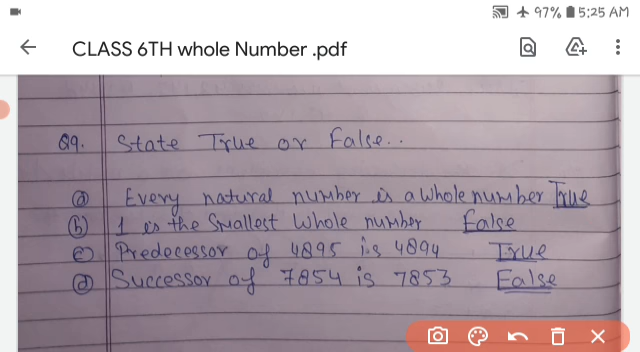 97% 5:25 AM
CLASS 6TH whole Number .pdf
Q9. State True or False..
(a) Every natural number is a whole number True
(b) 1 is the Smallest whole number False
(c) Predecessor of 4895 is 4894 True
(d) Successor of 7854 is 7853 False